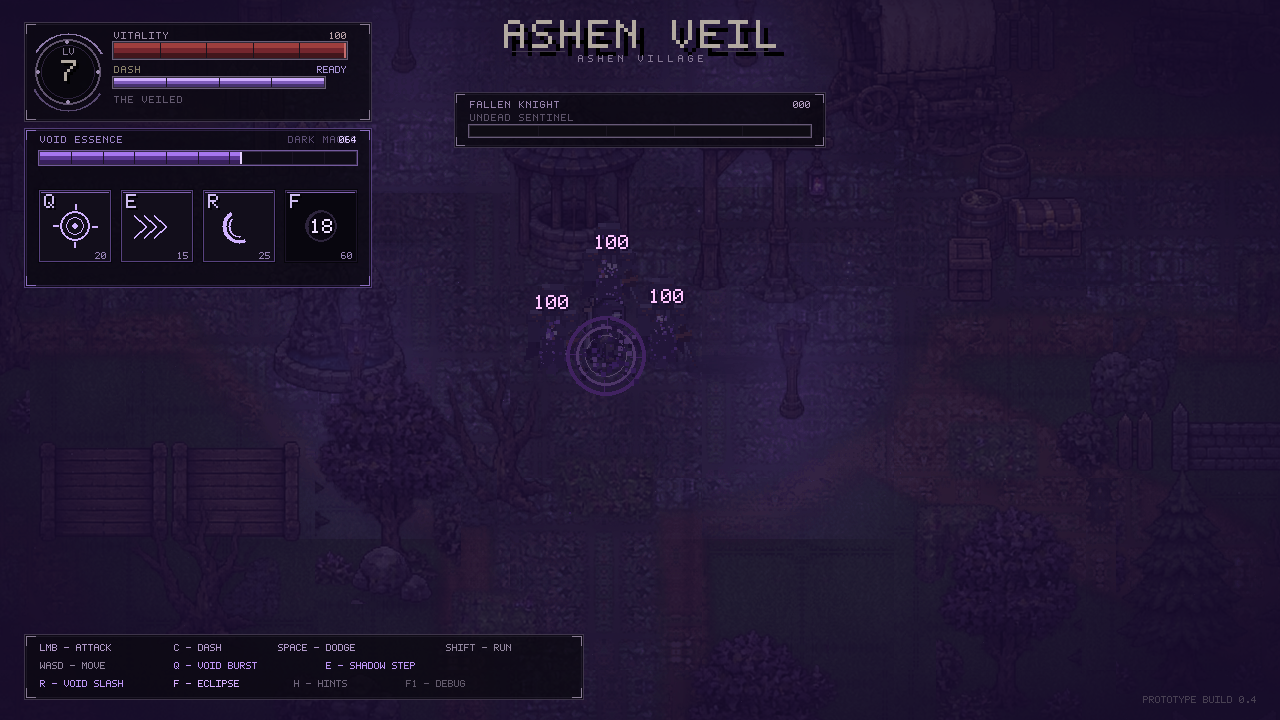 ASHEN VEIL
ASHEN VILLAGE
LV
7
VITALITY 100
DASH READY
THE VEILED
VOID ESSENCE DARK MA064
Q 20
E 15
R 25
F 18 60
FALLEN KNIGHT 000
UNDEAD SENTINEL
100
100
100
LMB - ATTACK C - DASH SPACE - DODGE SHIFT - RUN
WASD - MOVE Q - VOID BURST E - SHADOW STEP
R - VOID SLASH F - ECLIPSE H - HINTS F1 - DEBUG
PROTOTYPE BUILD 0.4